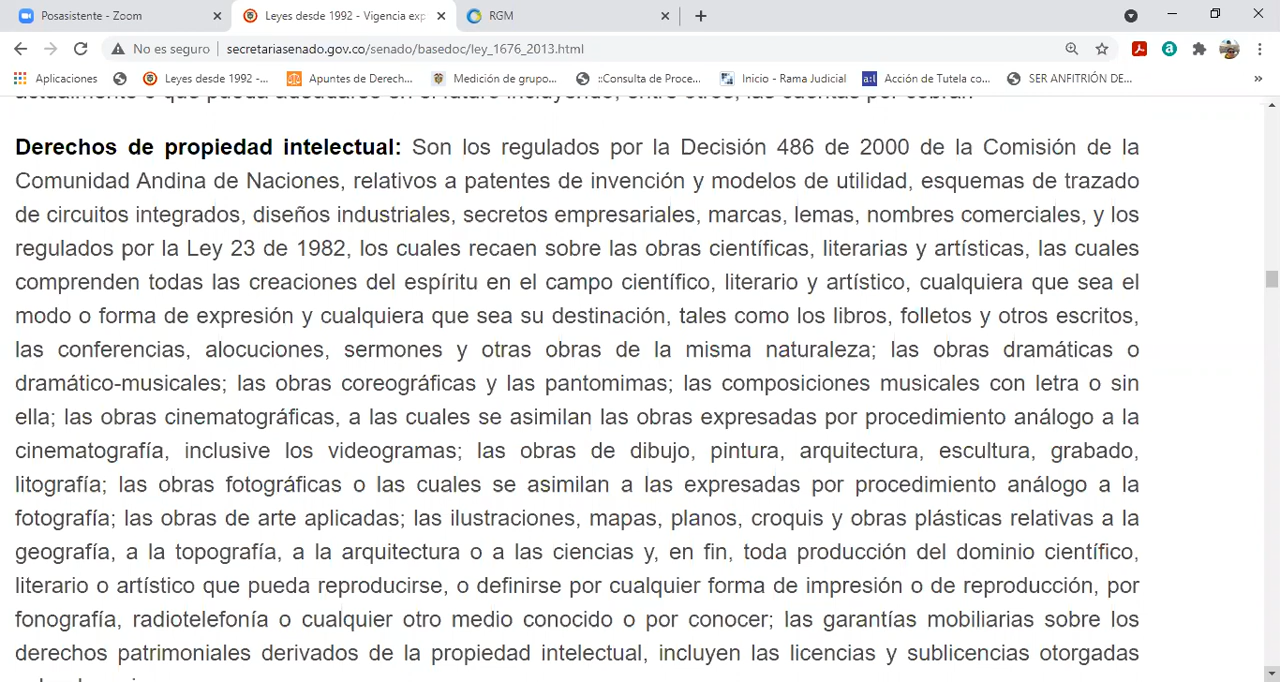 Posasistente - Zoom
Leyes desde 1992 - Vigencia exp
RGM
No es seguro
secretariasenado.gov.co/senado/basedoc/ley_1676_2013.html
Aplicaciones
Leyes desde 1992 -...
Apuntes de Derech...
Medición de grupo...
::Consulta de Proce...
Inicio - Rama Judicial
Acción de Tutela co...
SER ANFITRIÓN DE...
»
Derechos de propiedad intelectual: Son los regulados por la Decisión 486 de 2000 de la Comisión de la
Comunidad Andina de Naciones, relativos a patentes de invención y modelos de utilidad, esquemas de trazado
de circuitos integrados, diseños industriales, secretos empresariales, marcas, lemas, nombres comerciales, y los
regulados por la Ley 23 de 1982, los cuales recaen sobre las obras científicas, literarias y artísticas, las cuales
comprenden todas las creaciones del espíritu en el campo científico, literario y artístico, cualquiera que sea el
modo o forma de expresión y cualquiera que sea su destinación, tales como los libros, folletos y otros escritos,
las conferencias, alocuciones, sermones y otras obras de la misma naturaleza; las obras dramáticas o
dramático-musicales; las obras coreográficas y las pantomimas; las composiciones musicales con letra o sin
ella; las obras cinematográficas, a las cuales se asimilan las obras expresadas por procedimiento análogo a la
cinematografía, inclusive los videogramas; las obras de dibujo, pintura, arquitectura, escultura, grabado,
litografía; las obras fotográficas o las cuales se asimilan a las expresadas por procedimiento análogo a la
fotografía; las obras de arte aplicadas; las ilustraciones, mapas, planos, croquis y obras plásticas relativas a la
geografía, a la topografía, a la arquitectura o a las ciencias y, en fin, toda producción del dominio científico,
literario o artístico que pueda reproducirse, o definirse por cualquier forma de impresión o de reproducción, por
fonografía, radiotelefonía o cualquier otro medio conocido o por conocer; las garantías mobiliarias sobre los
derechos patrimoniales derivados de la propiedad intelectual, incluyen las licencias y sublicencias otorgadas